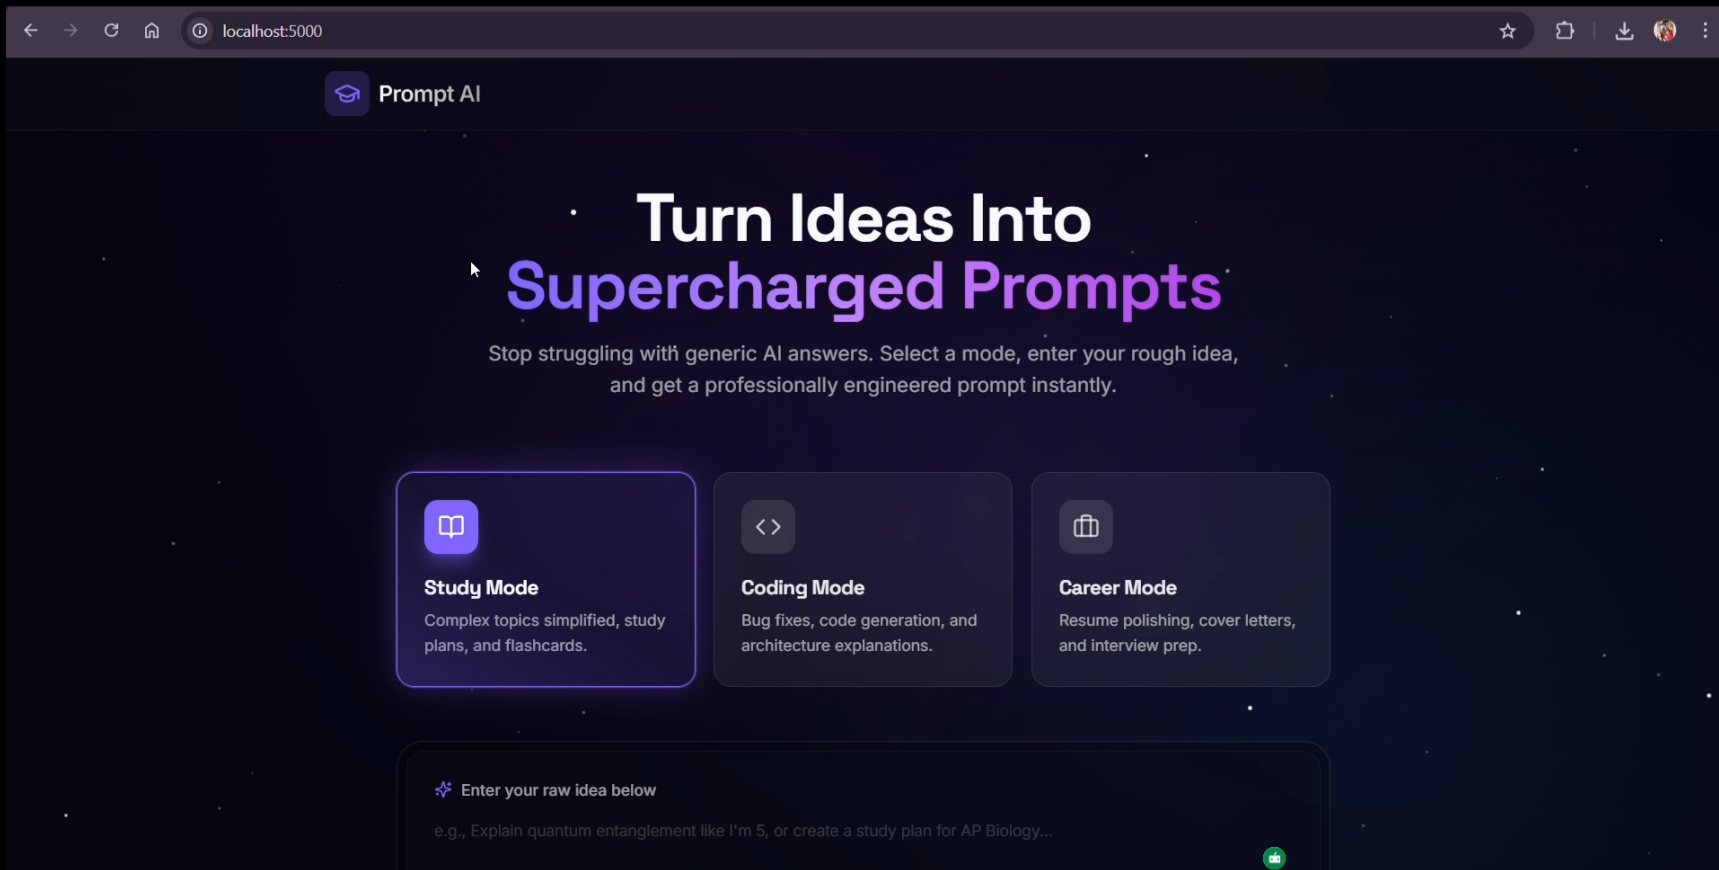 localhost:5000
Prompt AI
Turn Ideas Into
Supercharged Prompts
Stop struggling with generic AI answers. Select a mode, enter your rough idea,
and get a professionally engineered prompt instantly.
Study Mode
Complex topics simplified, study
plans, and flashcards.
Coding Mode
Bug fixes, code generation, and
architecture explanations.
Career Mode
Resume polishing, cover letters,
and interview prep.
Enter your raw idea below
e.g., Explain quantum entanglement like I'm 5, or create a study plan for AP Biology...